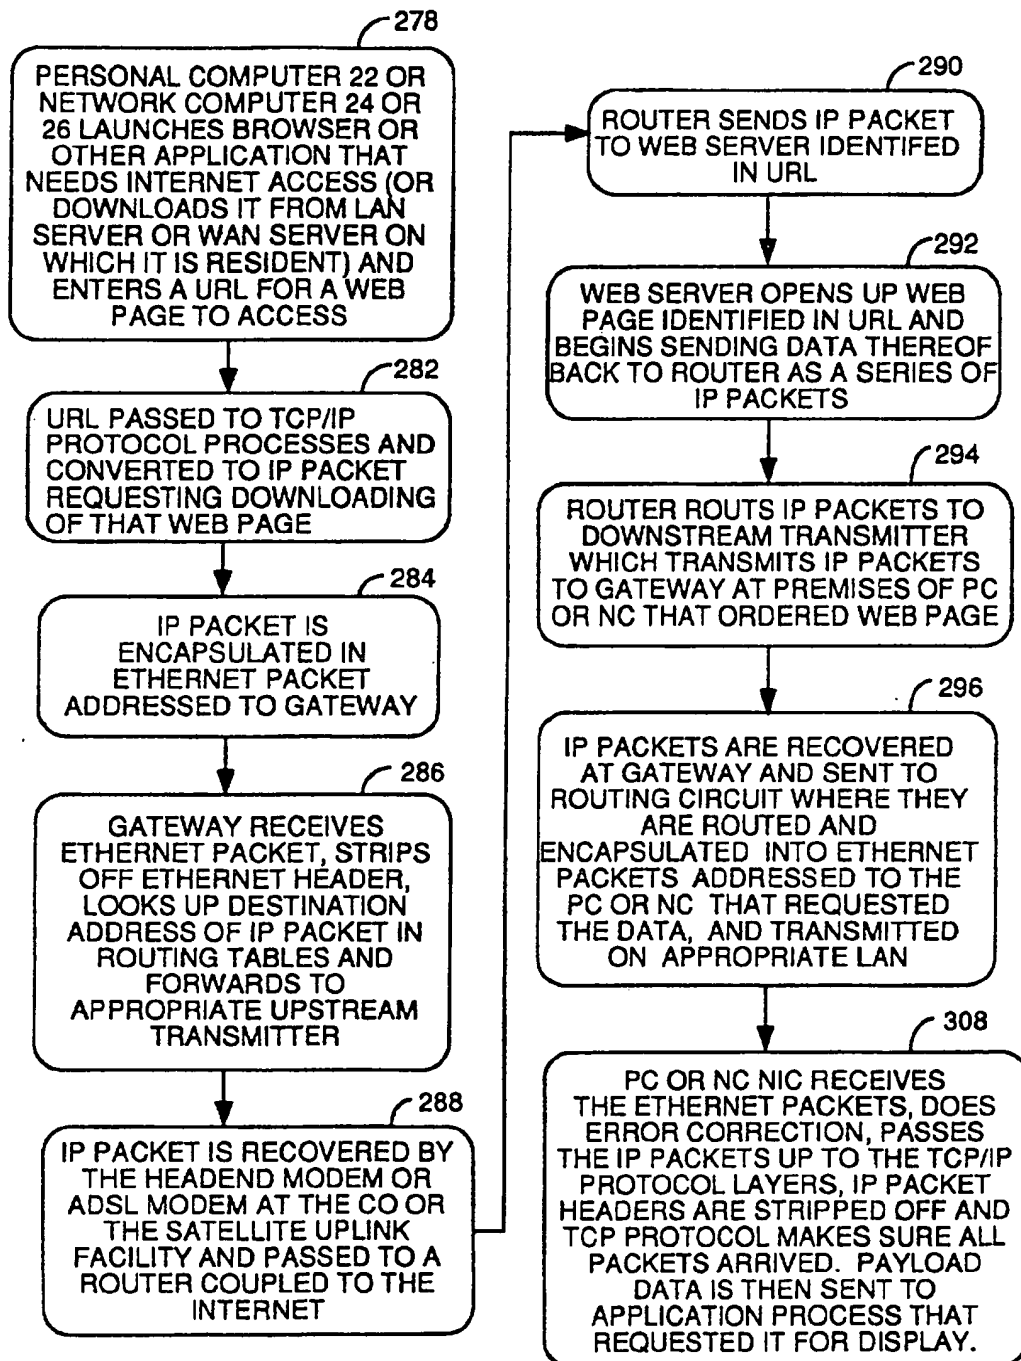 278
PERSONAL COMPUTER 22 OR
NETWORK COMPUTER 24 OR
26 LAUNCHES BROWSER OR
OTHER APPLICATION THAT
NEEDS INTERNET ACCESS (OR
DOWNLOADS IT FROM LAN
SERVER OR WAN SERVER ON
WHICH IT IS RESIDENT) AND
ENTERS A URL FOR A WEB
PAGE TO ACCESS
282
URL PASSED TO TCP/IP
PROTOCOL PROCESSES AND
CONVERTED TO IP PACKET
REQUESTING DOWNLOADING
OF THAT WEB PAGE
284
IP PACKET IS
ENCAPSULATED IN
ETHERNET PACKET
ADDRESSED TO GATEWAY
286
GATEWAY RECEIVES
ETHERNET PACKET, STRIPS
OFF ETHERNET HEADER,
LOOKS UP DESTINATION
ADDRESS OF IP PACKET IN
ROUTING TABLES AND
FORWARDS TO
APPROPRIATE UPSTREAM
TRANSMITTER
288
IP PACKET IS RECOVERED BY
THE HEADEND MODEM OR
ADSL MODEM AT THE CO OR
THE SATELLITE UPLINK
FACILITY AND PASSED TO A
ROUTER COUPLED TO THE
INTERNET
290
ROUTER SENDS IP PACKET
TO WEB SERVER IDENTIFED
IN URL
292
WEB SERVER OPENS UP WEB
PAGE IDENTIFIED IN URL AND
BEGINS SENDING DATA THEREOF
BACK TO ROUTER AS A SERIES OF
IP PACKETS
294
ROUTER ROUTS IP PACKETS TO
DOWNSTREAM TRANSMITTER
WHICH TRANSMITS IP PACKETS
TO GATEWAY AT PREMISES OF PC
OR NC THAT ORDERED WEB PAGE
296
IP PACKETS ARE RECOVERED
AT GATEWAY AND SENT TO
ROUTING CIRCUIT WHERE THEY
ARE ROUTED AND
ENCAPSULATED INTO ETHERNET
PACKETS ADDRESSED TO THE
PC OR NC THAT REQUESTED
THE DATA, AND TRANSMITTED
ON APPROPRIATE LAN
308
PC OR NC NIC RECEIVES
THE ETHERNET PACKETS, DOES
ERROR CORRECTION, PASSES
THE IP PACKETS UP TO THE TCP/IP
PROTOCOL LAYERS, IP PACKET
HEADERS ARE STRIPPED OFF AND
TCP PROTOCOL MAKES SURE ALL
PACKETS ARRIVED. PAYLOAD
DATA IS THEN SENT TO
APPLICATION PROCESS THAT
REQUESTED IT FOR DISPLAY.